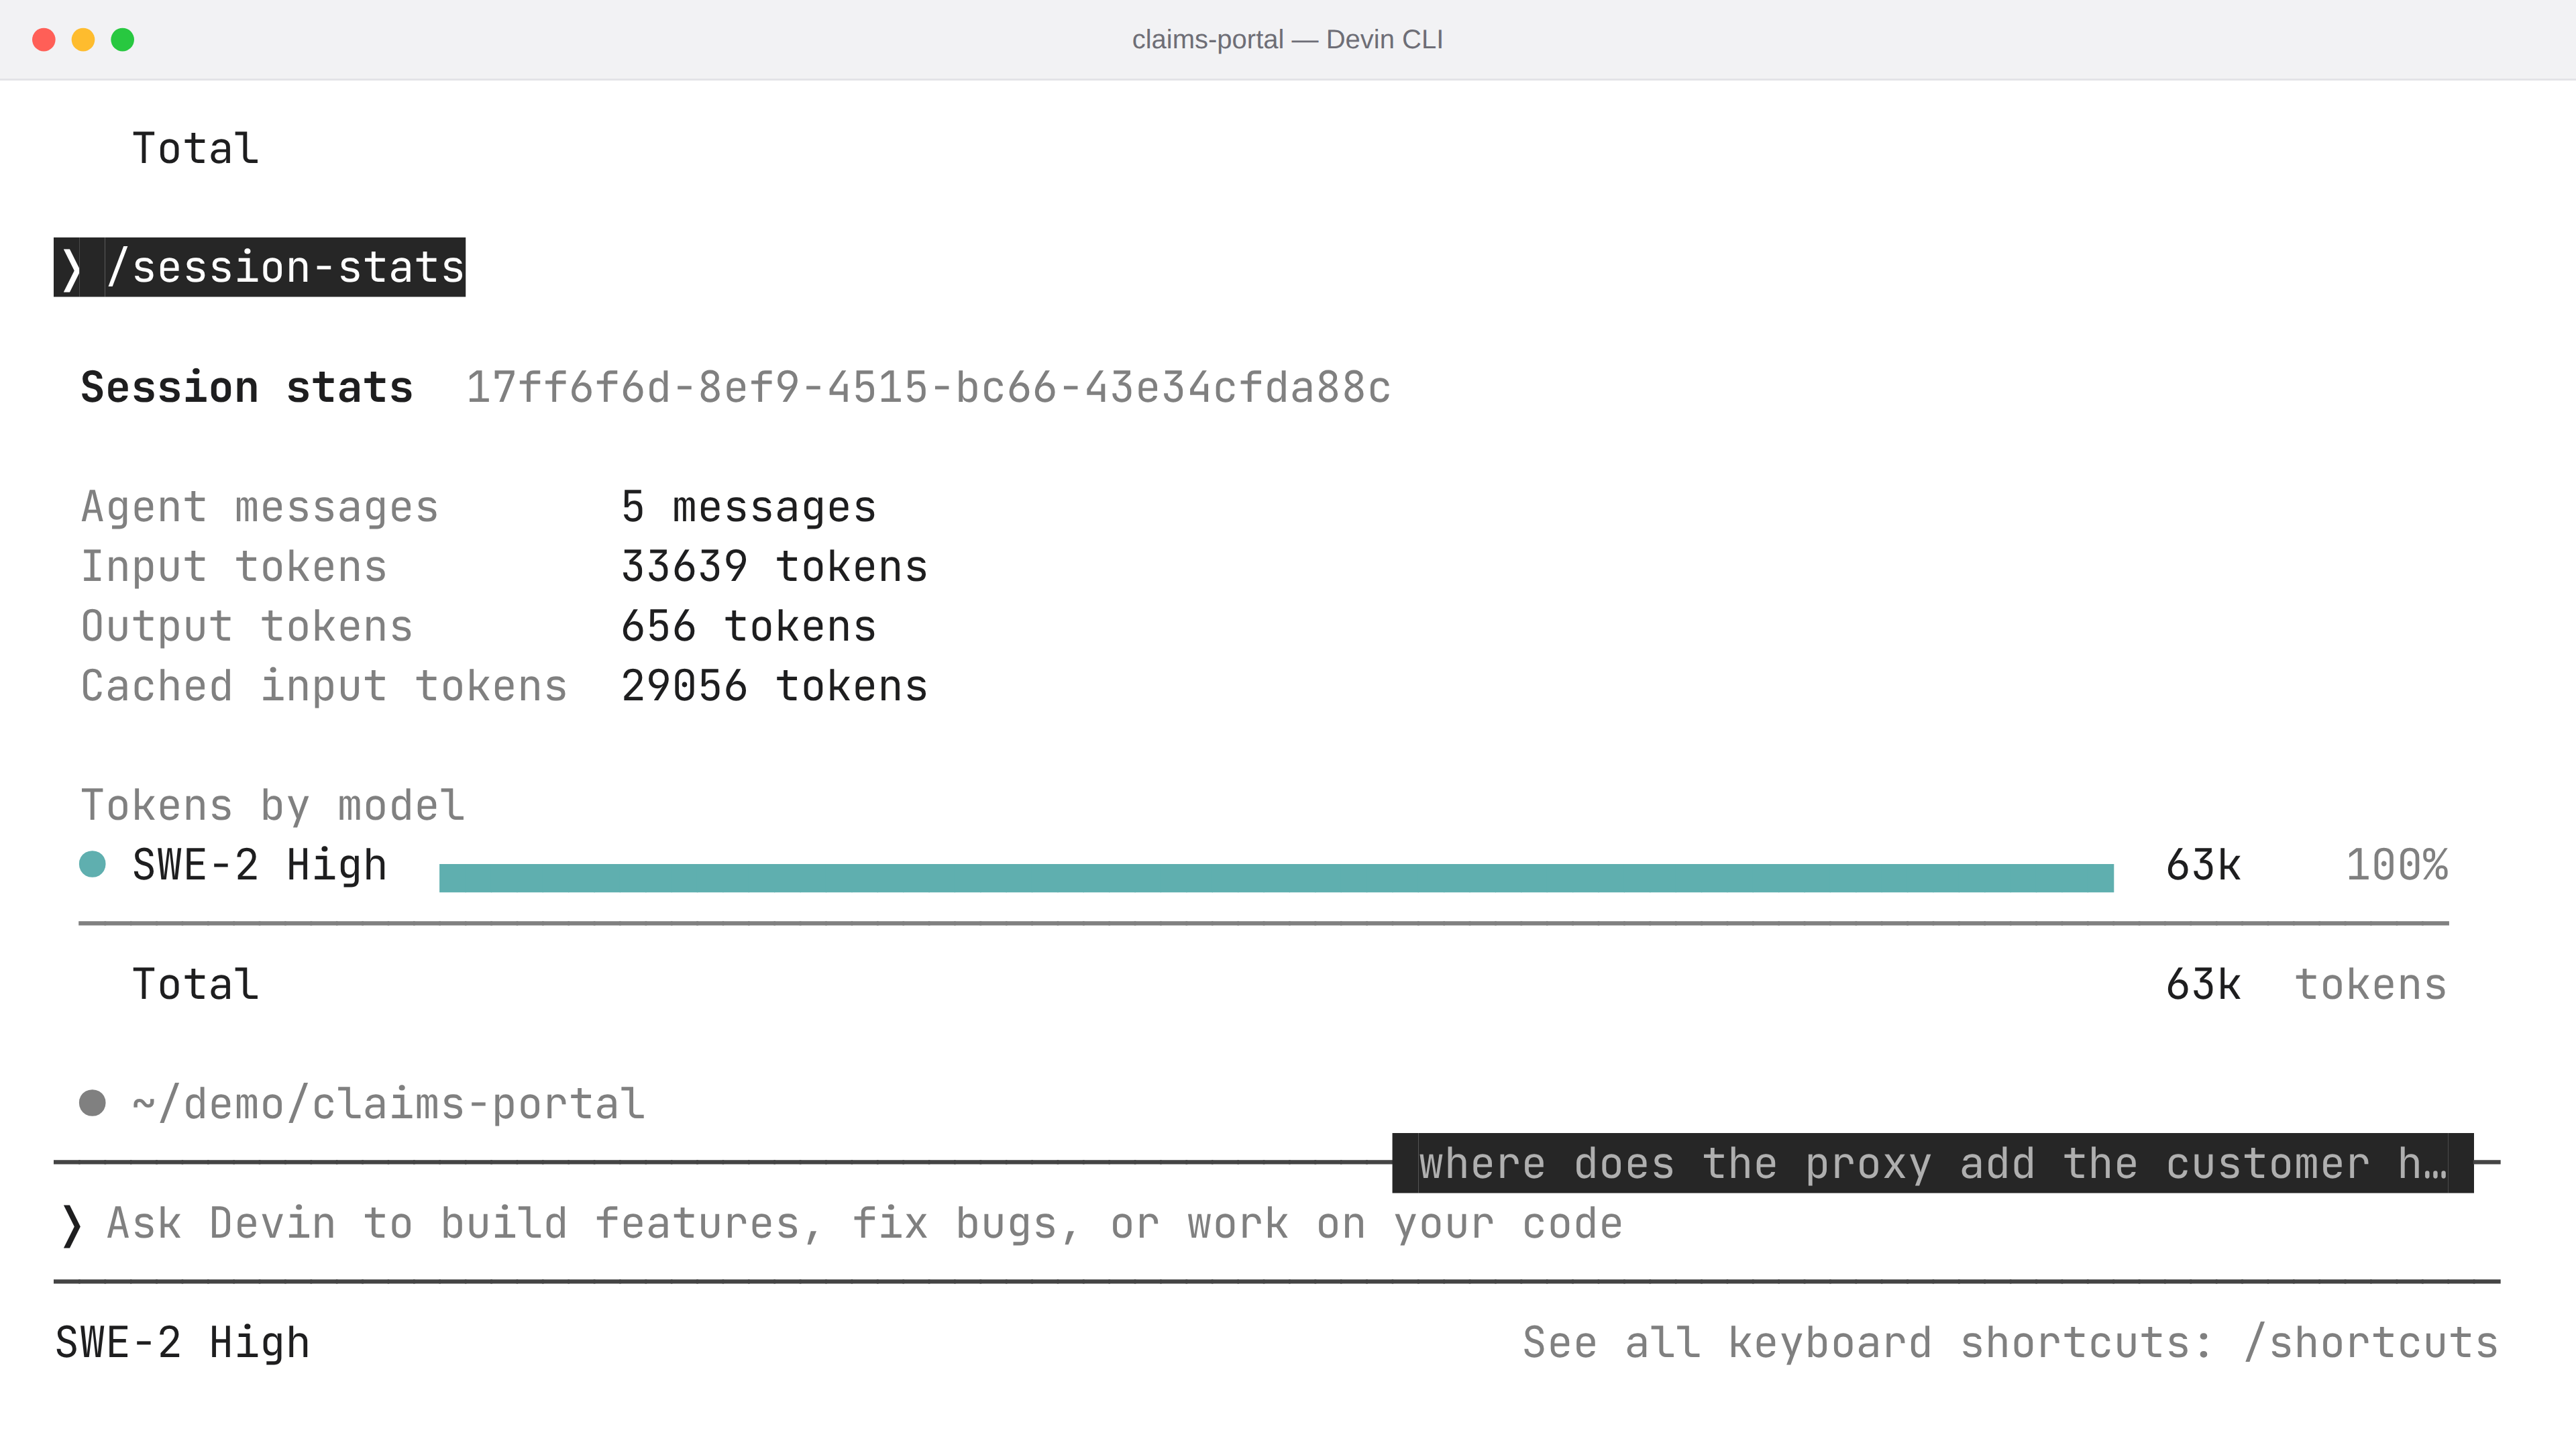 claims-portal — Devin CLI
Total
❯ /session-stats
Session stats  17ff6f6d-8ef9-4515-bc66-43e34cfda88c
Agent messages  5 messages
Input tokens  33639 tokens
Output tokens  656 tokens
Cached input tokens  29056 tokens
Tokens by model
● SWE-2 High  63k  100%
Total  63k  tokens
● ~/demo/claims-portal
where does the proxy add the customer h…
❯ Ask Devin to build features, fix bugs, or work on your code
SWE-2 High  See all keyboard shortcuts: /shortcuts